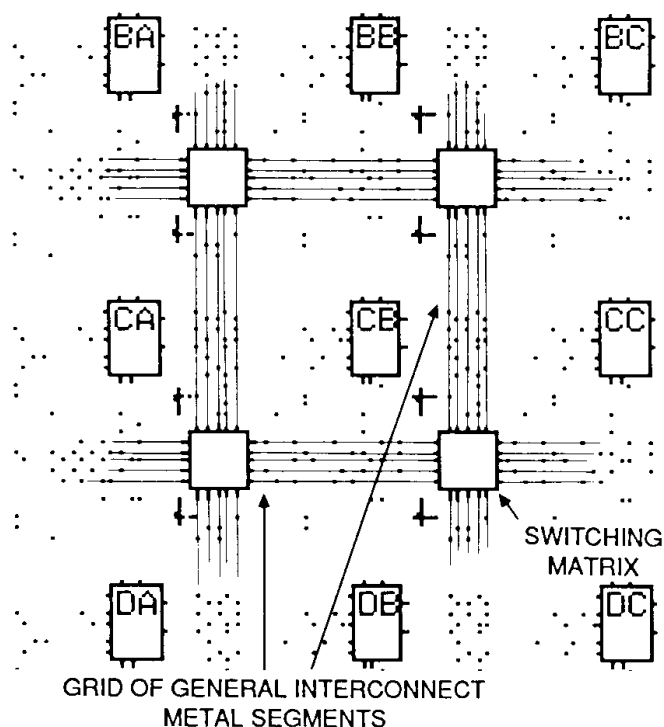 BA
BB
BC
CA
CB
CC
SWITCHING
MATRIX
DA
DB
DC
GRID OF GENERAL INTERCONNECT
METAL SEGMENTS